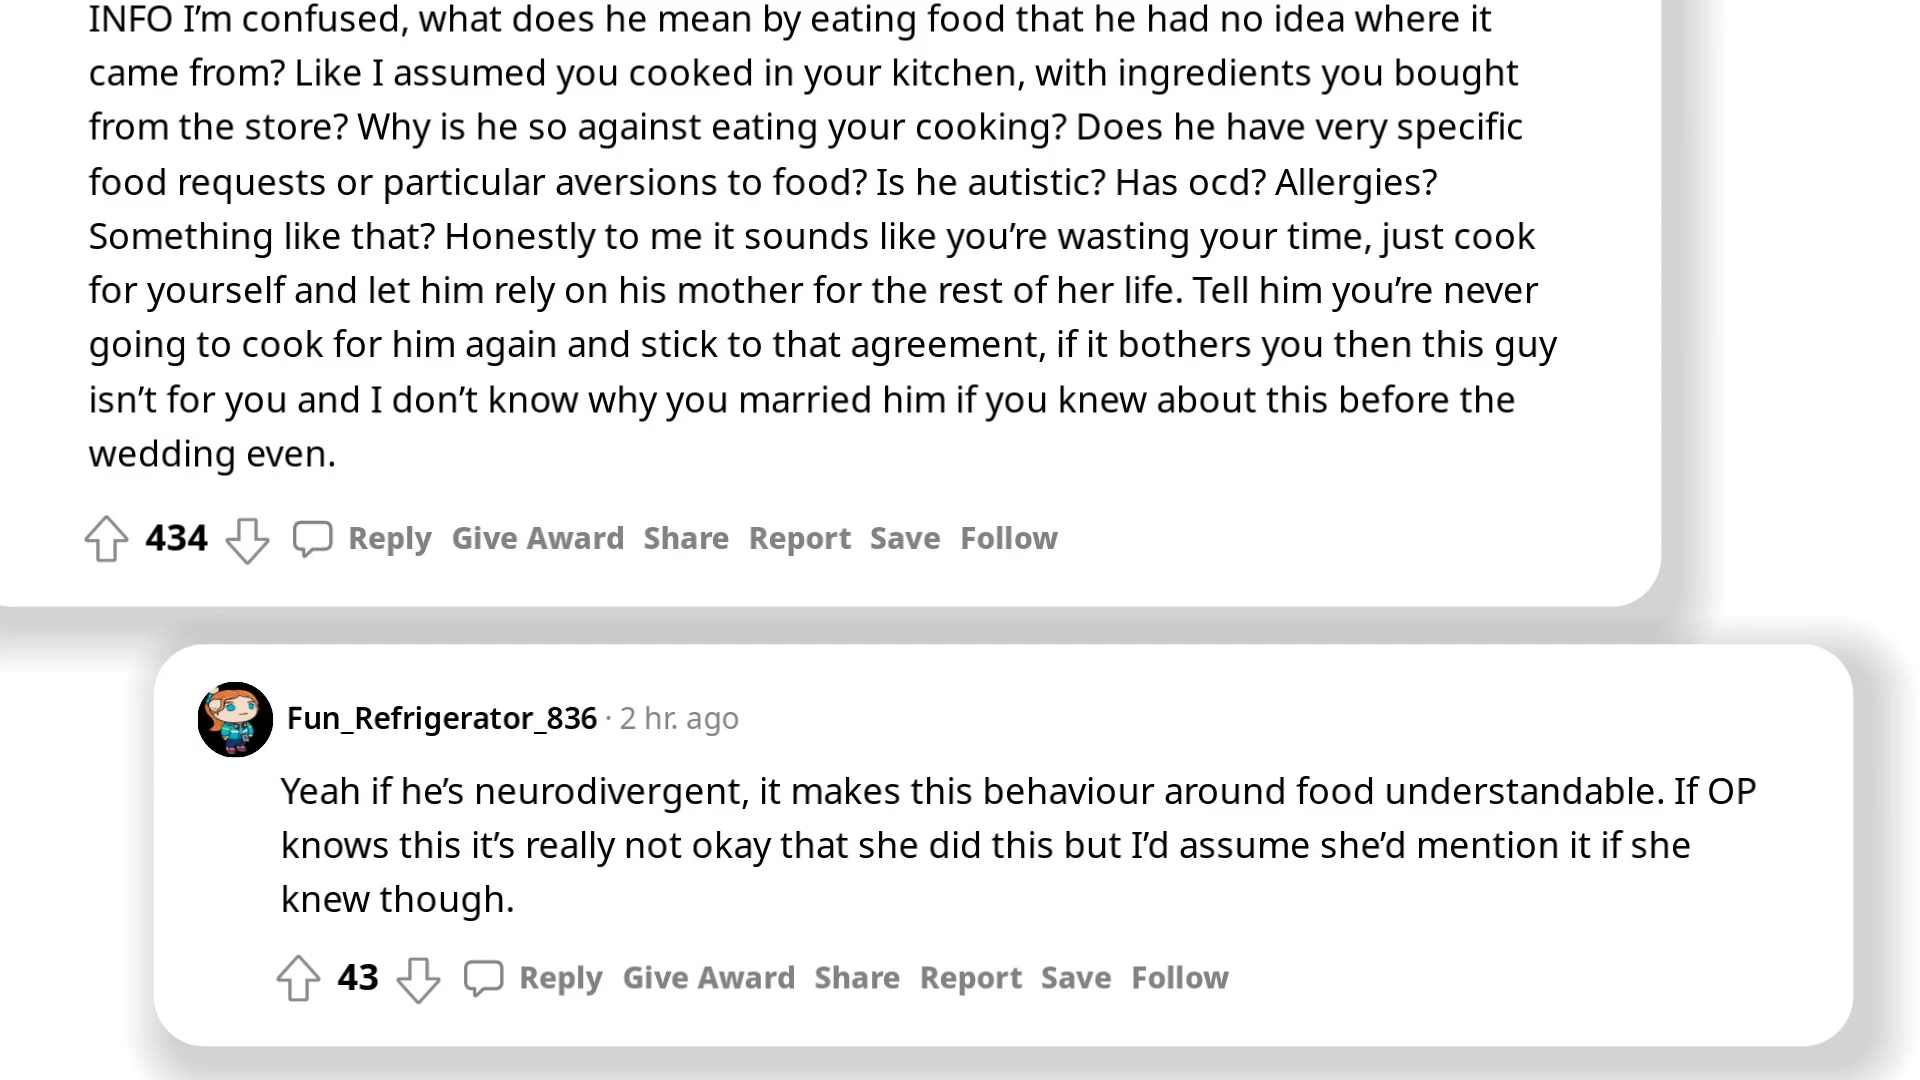 INFO I’m confused, what does he mean by eating food that he had no idea where it
came from? Like I assumed you cooked in your kitchen, with ingredients you bought
from the store? Why is he so against eating your cooking? Does he have very specific
food requests or particular aversions to food? Is he autistic? Has ocd? Allergies?
Something like that? Honestly to me it sounds like you’re wasting your time, just cook
for yourself and let him rely on his mother for the rest of her life. Tell him you’re never
going to cook for him again and stick to that agreement, if it bothers you then this guy
isn’t for you and I don’t know why you married him if you knew about this before the
wedding even.
434 Reply Give Award Share Report Save Follow
Fun_Refrigerator_836 · 2 hr. ago
Yeah if he’s neurodivergent, it makes this behaviour around food understandable. If OP
knows this it’s really not okay that she did this but I’d assume she’d mention it if she
knew though.
43 Reply Give Award Share Report Save Follow